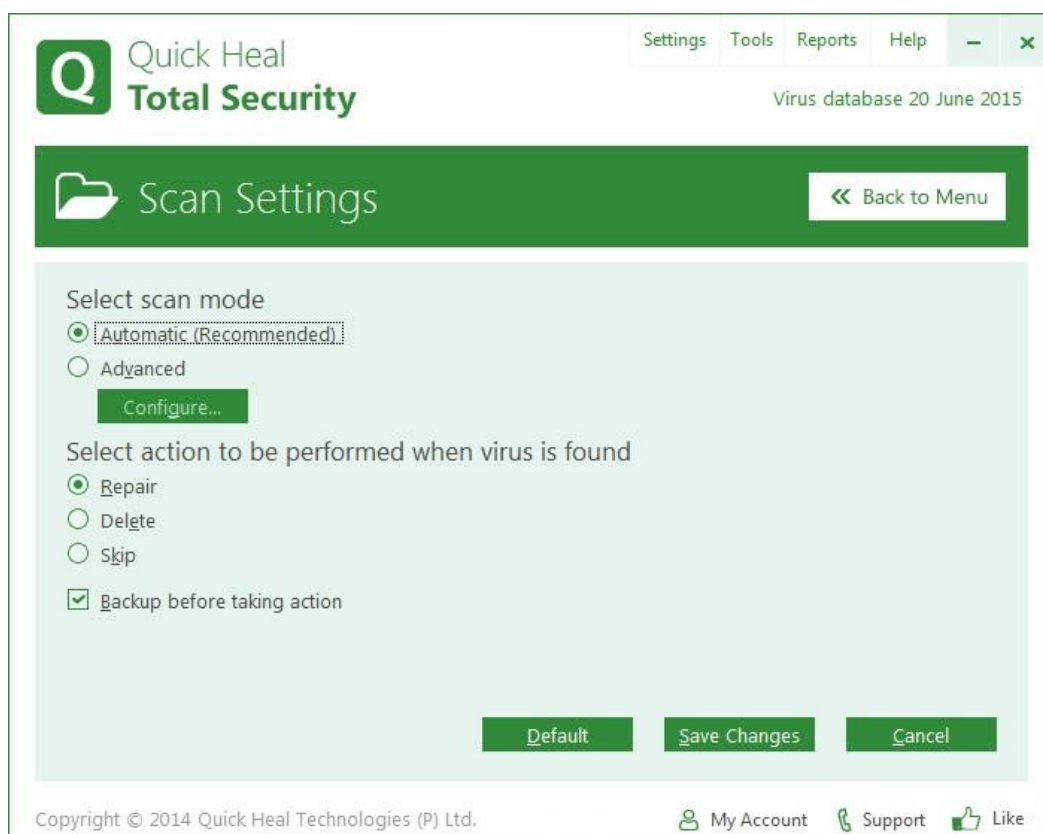 Q
Quick Heal
Total Security
Settings Tools Reports Help
Virus database 20 June 2015
Scan Settings
Back to Menu
Select scan mode
Automatic (Recommended)
Advanced
Configure...
Select action to be performed when virus is found
Repair
Delete
Skip
Backup before taking action
Default Save Changes Cancel
Copyright © 2014 Quick Heal Technologies (P) Ltd. My Account Support Like